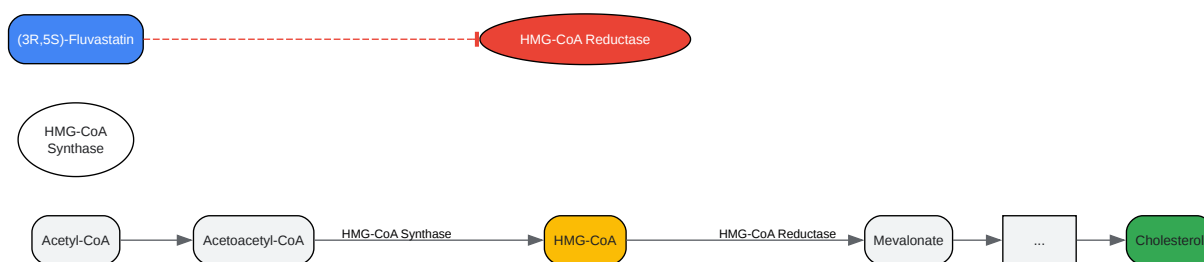 (3R,5S)-Fluvastatin
HMG-CoA Reductase
HMG-CoA
Synthase
Acetyl-CoA
Acetoacetyl-CoA
HMG-CoA Synthase
HMG-CoA
HMG-CoA Reductase
Mevalonate
...
Cholesterol